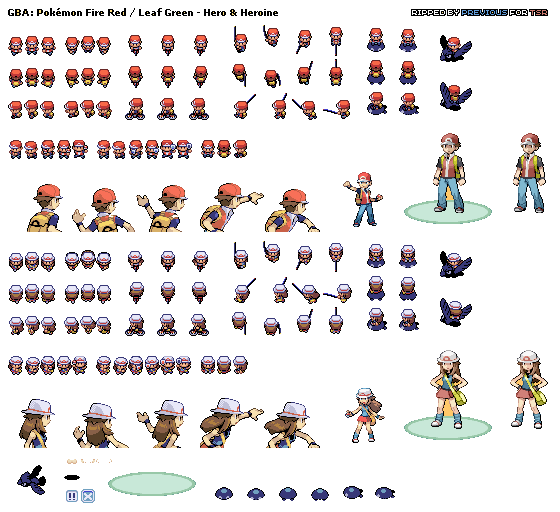 GBA: Pokémon Fire Red / Leaf Green - Hero & Heroine
RIPPED BY PREVIOUS FOR TSR